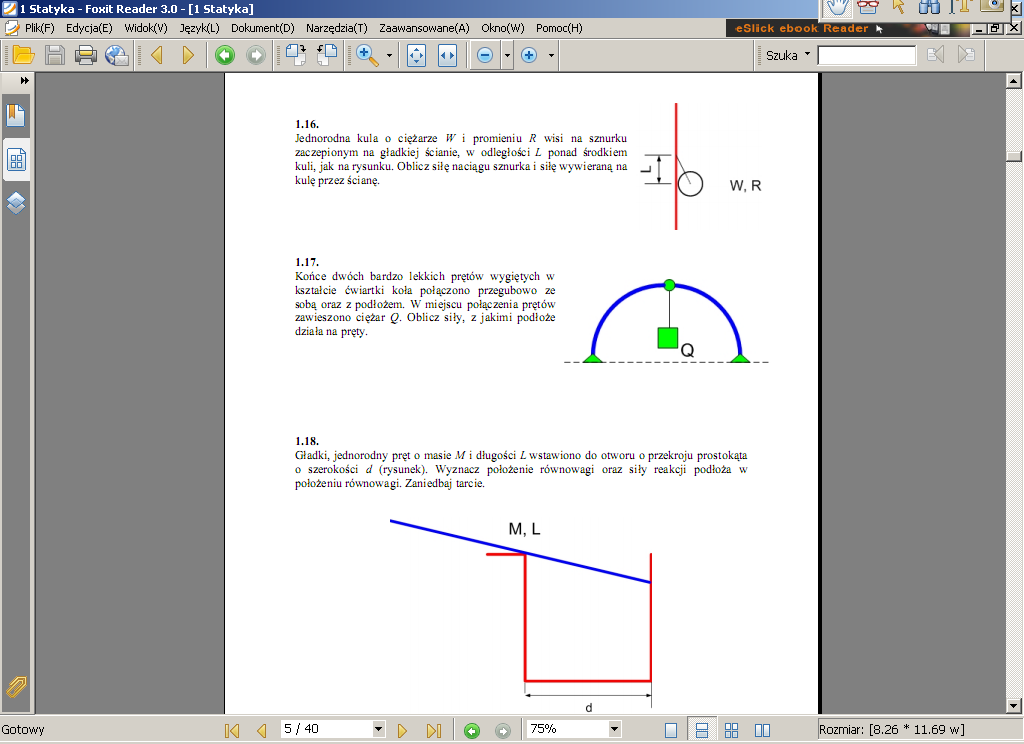 1 Statyka - Foxit Reader 3.0 - [1 Statyka]
Plik(F) Edycja(E) Widok(V) Język(L) Dokument(D) Narzędzia(T) Zaawansowane(A) Okno(W) Pomoc(H)
eSlick ebook Reader
Szuka
1.16.
Jednorodna kula o ciężarze W i promieniu R wisi na sznurku
zaczepionym na gładkiej ścianie, w odległości L ponad środkiem
kuli, jak na rysunku. Oblicz siłę naciągu sznurka i siłę wywieraną na
kulę przez ścianę.
L
W, R
1.17.
Końce dwóch bardzo lekkich prętów wygiętych w
kształcie ćwiartki koła połączono przegubowo ze
sobą oraz z podłożem. W miejscu połączenia prętów
zawieszono ciężar Q. Oblicz siły, z jakimi podłoże
działa na pręty.
Q
1.18.
Gładki, jednorodny pręt o masie M i długości L wstawiono do otworu o przekroju prostokąta
o szerokości d (rysunek). Wyznacz położenie równowagi oraz siły reakcji podłoża w
położeniu równowagi. Zaniedbaj tarcie.
M, L
d
Gotowy
5 / 40
75%
Rozmiar: [8.26 * 11.69 w]